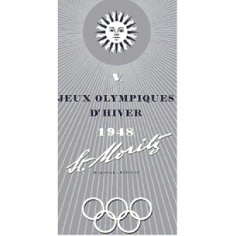 V.
JEUX OLYMPIQUES
D'HIVER
1948
St-Moritz